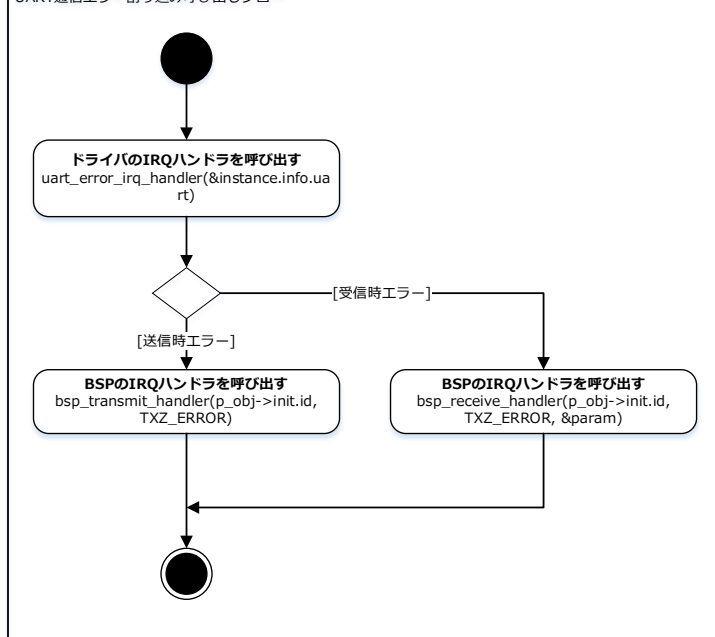 ドライバのIRQハンドラを呼び出す
uart_error_irq_handler(&instance.info.ua
rt)
[受信時エラー]
[送信時エラー]
BSPのIRQハンドラを呼び出す
bsp_transmit_handler(p_obj->init.id,
TXZ_ERROR)
BSPのIRQハンドラを呼び出す
bsp_receive_handler(p_obj->init.id,
TXZ_ERROR, &param)